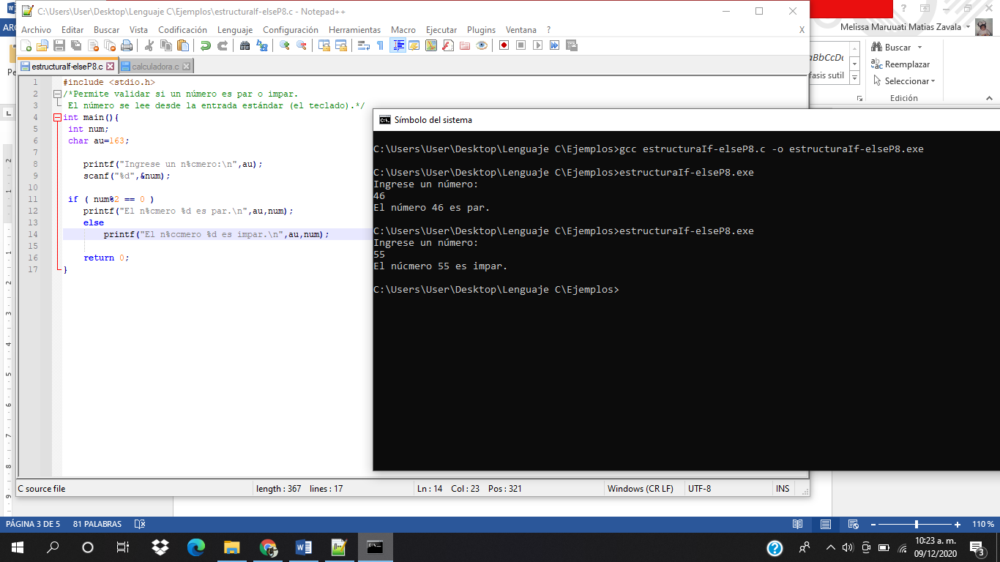 C:\Users\User\Desktop\Lenguaje C\Ejemplos\estructuraIf-elseP8.c - Notepad++
Archivo Editar Buscar Vista Codificación Lenguaje Configuración Herramientas Macro Ejecutar Plugins Ventana ? X
Melissa Maruuati Matias Zavala
estructuraIf-elseP8.c calculadora.c
Buscar
Reemplazar
Seleccionar
Edición
fasis sutil
1 #include <stdio.h>
2 /*Permite validar si un número es par o impar.
3 El número se lee desde la entrada estándar (el teclado).*/
4 int main(){
5 int num;
6 char au=163;
7
8 printf("Ingrese un n%cmero:\n",au);
9 scanf("%d",&num);
10
11 if ( num%2 == 0 )
12 printf("El n%cmero %d es par.\n",au,num);
13 else
14 printf("El n%ccmero %d es impar.\n",au,num);
15
16 return 0;
17 }
Símbolo del sistema
C:\Users\User\Desktop\Lenguaje C\Ejemplos>gcc estructuraIf-elseP8.c -o estructuraIf-elseP8.exe
C:\Users\User\Desktop\Lenguaje C\Ejemplos>estructuraIf-elseP8.exe
Ingrese un número:
46
El número 46 es par.
C:\Users\User\Desktop\Lenguaje C\Ejemplos>estructuraIf-elseP8.exe
Ingrese un número:
55
El núcmero 55 es impar.
C:\Users\User\Desktop\Lenguaje C\Ejemplos>
C source file length : 367 lines : 17 Ln : 14 Col : 23 Pos : 321 Windows (CR LF) UTF-8 INS
PÁGINA 3 DE 5 81 PALABRAS 110 %
10:23 a. m.
09/12/2020
3